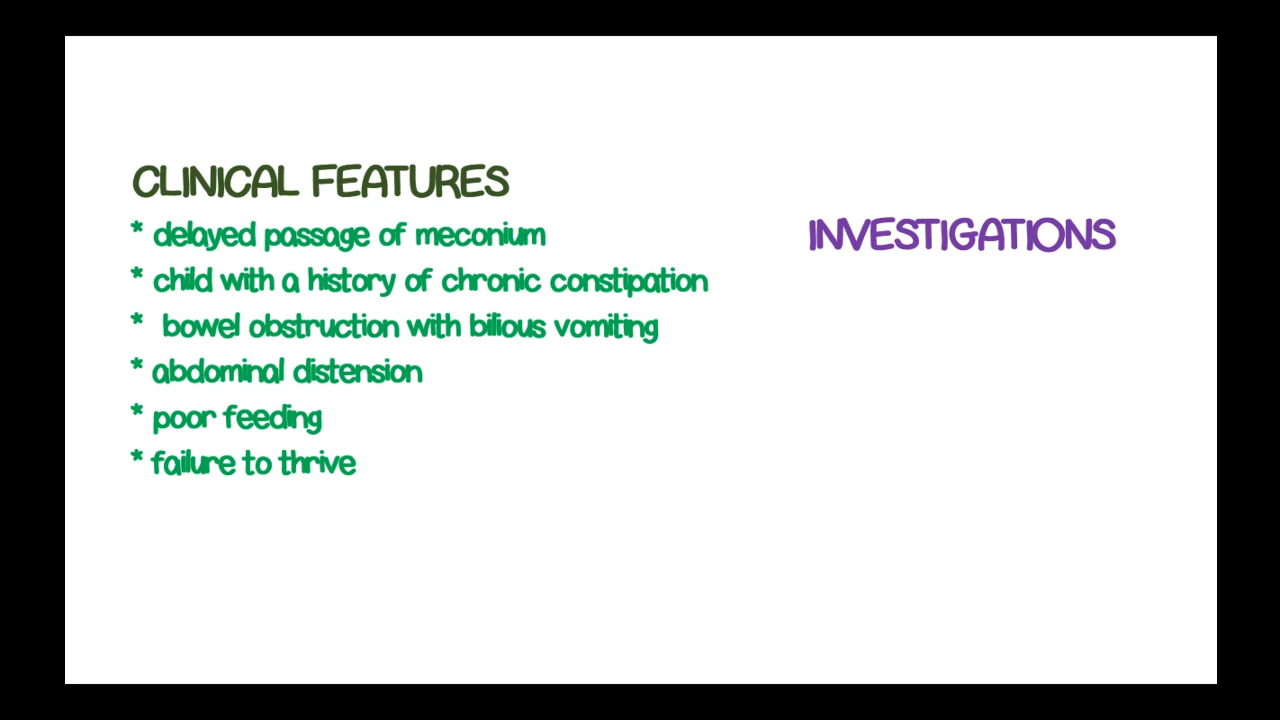 CLINICAL FEATURES
* delayed passage of meconium
* child with a history of chronic constipation
* bowel obstruction with bilious vomiting
* abdominal distension
* poor feeding
* failure to thrive
INVESTIGATIONS